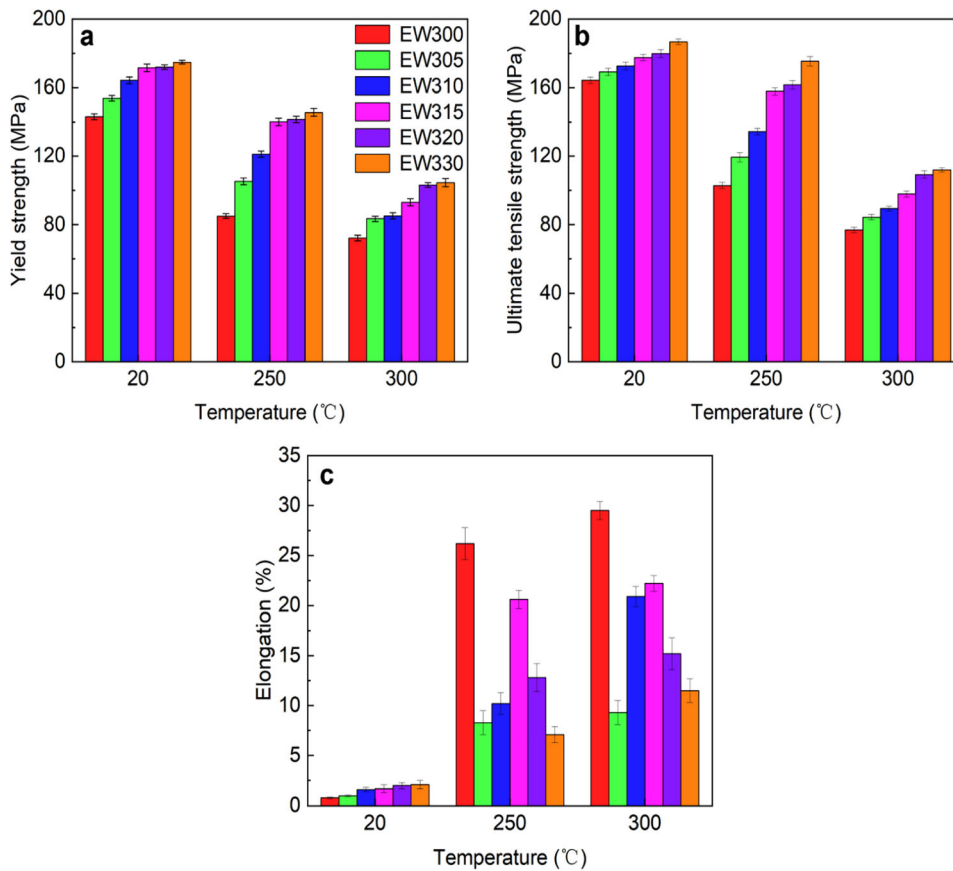 a
EW300
EW305
EW310
EW315
EW320
EW330
200
160
120
80
40
0
Yield strength (MPa)
20 250 300
Temperature (℃)
b
200
160
120
80
40
0
Ultimate tensile strength (MPa)
20 250 300
Temperature (℃)
c
35
30
25
20
15
10
5
0
Elongation (%)
20 250 300
Temperature (℃)